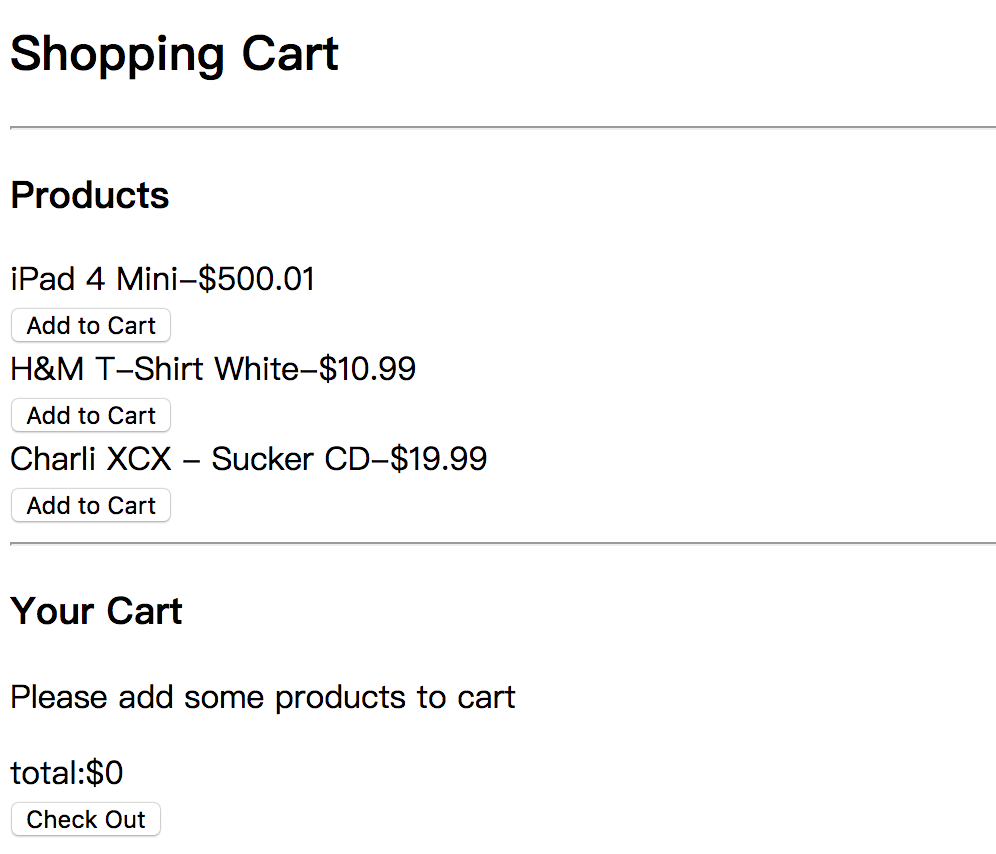 Shopping Cart
Products
iPad 4 Mini–$500.01
Add to Cart
H&M T–Shirt White–$10.99
Add to Cart
Charli XCX – Sucker CD–$19.99
Add to Cart
Your Cart
Please add some products to cart
total:$0
Check Out